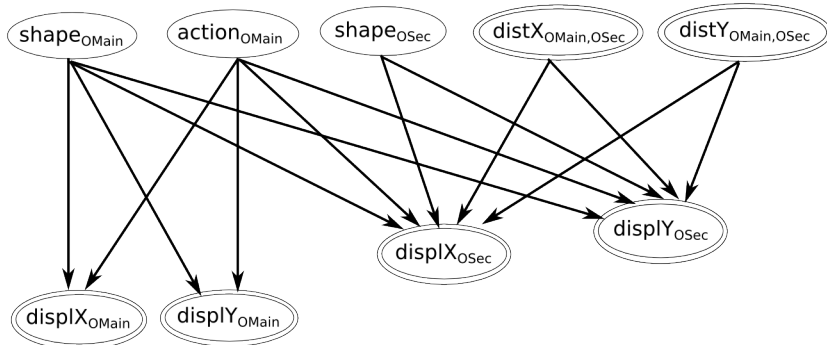 shapeOMain
actionOMain
shapeOSec
distXOMain,OSec
distYOMain,OSec
displXOSec
displYOSec
displXOMain
displYOMain